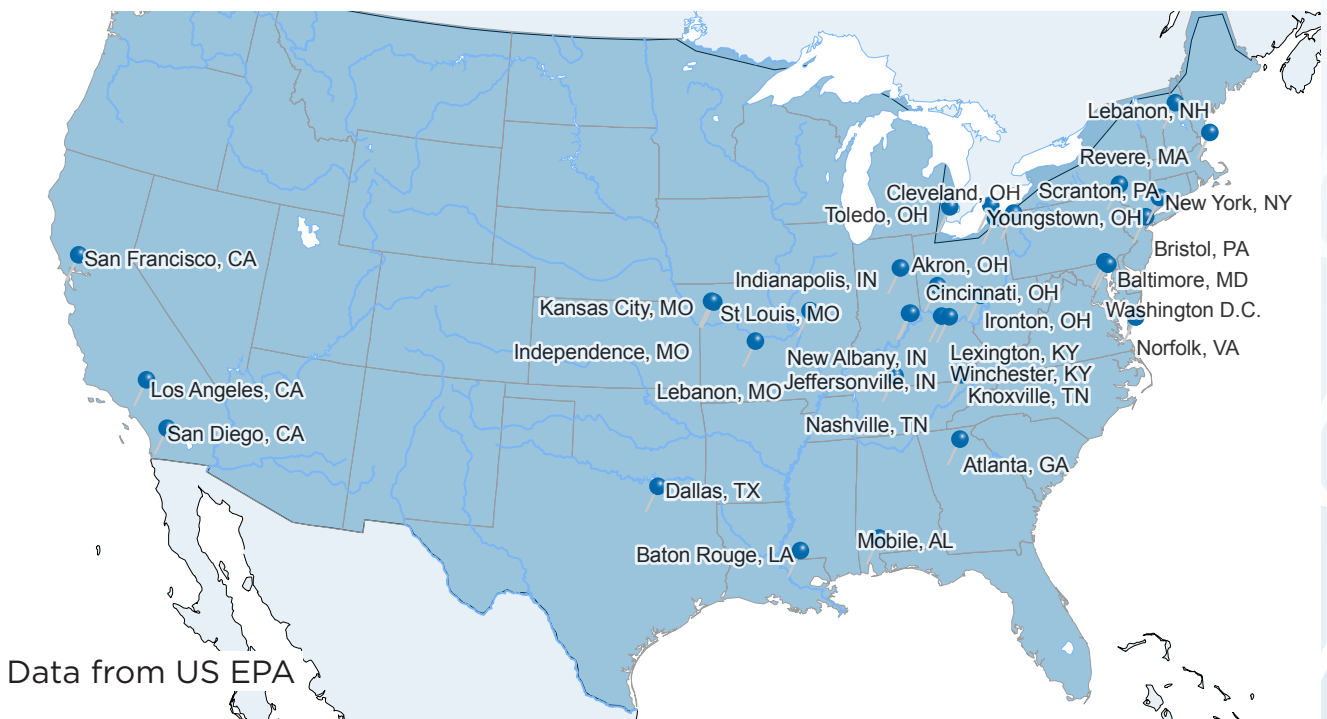 Lebanon, NH
Revere, MA
Cleveland, OH
Scranton, PA
New York, NY
Toledo, OH
Youngstown, OH
Bristol, PA
San Francisco, CA
Akron, OH
Indianapolis, IN
Baltimore, MD
Cincinnati, OH
Kansas City, MO
St Louis, MO
Washington D.C.
Ironton, OH
Norfolk, VA
Independence, MO
New Albany, IN
Lexington, KY
Winchester, KY
Jeffersonville, IN
Los Angeles, CA
Lebanon, MO
Knoxville, TN
Nashville, TN
San Diego, CA
Atlanta, GA
Dallas, TX
Mobile, AL
Baton Rouge, LA
Data from US EPA